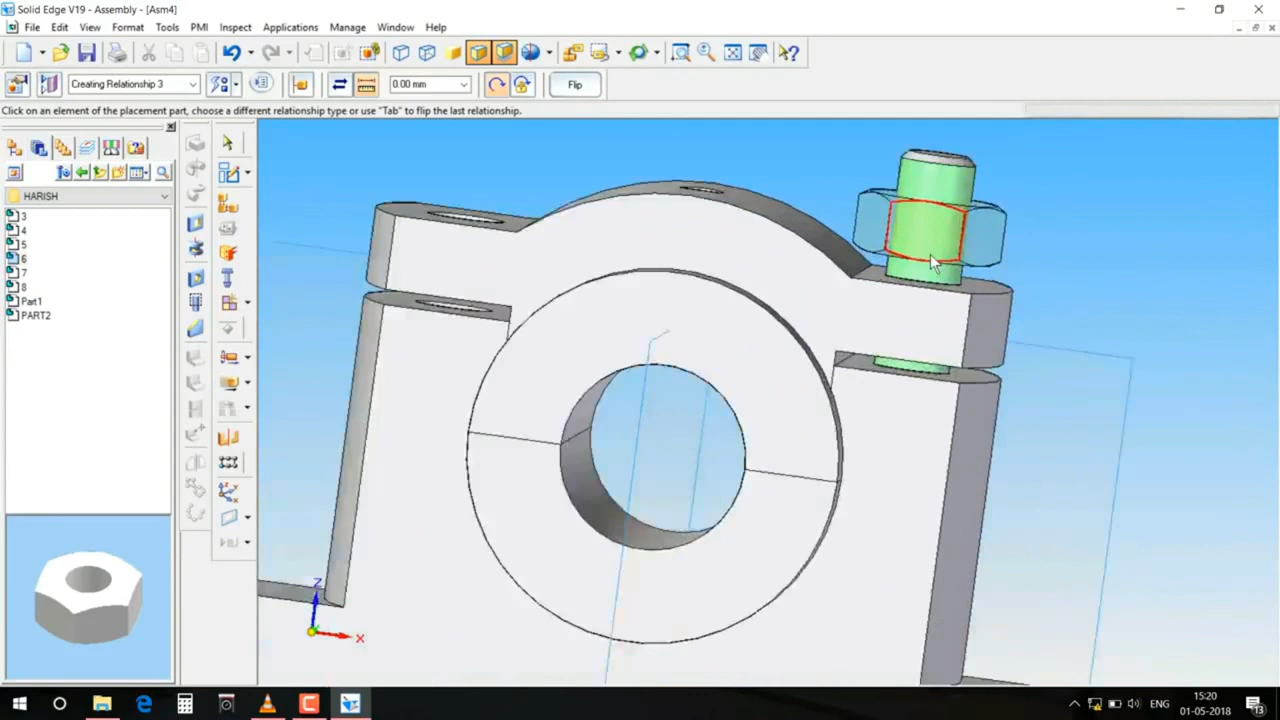 Solid Edge V19 - Assembly - [Asm4]
File Edit View Format Tools PMI Inspect Applications Manage Window Help
Creating Relationship 3
0.00 mm
Flip
Click on an element of the placement part, choose a different relationship type or use "Tab" to flip the last relationship.
HARISH
3
4
5
6
7
8
Part1
PART2
Z
X
ENG
15:20
01-05-2018
13